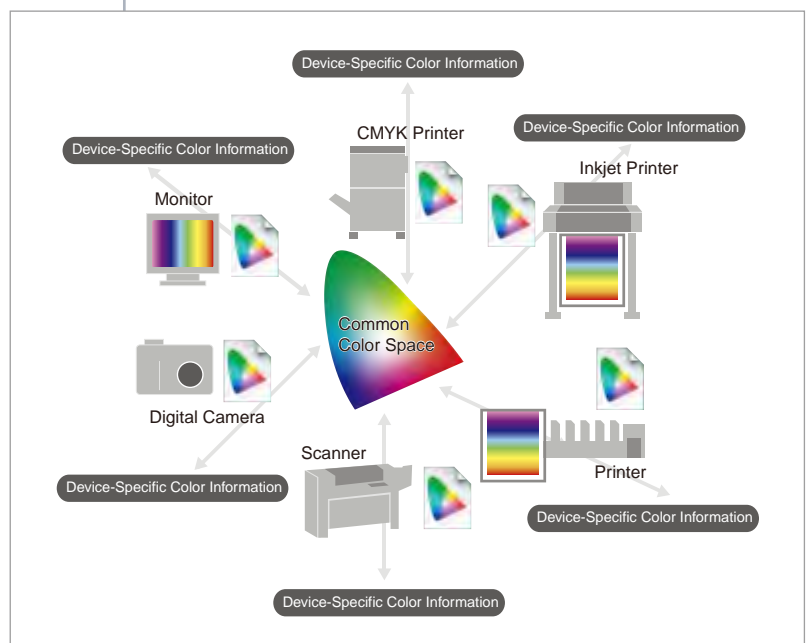 Device-Specific Color Information
CMYK Printer
Device-Specific Color Information
Inkjet Printer
Device-Specific Color Information
Monitor
Common
Color Space
Digital Camera
Scanner
Printer
Device-Specific Color Information
Device-Specific Color Information
Device-Specific Color Information